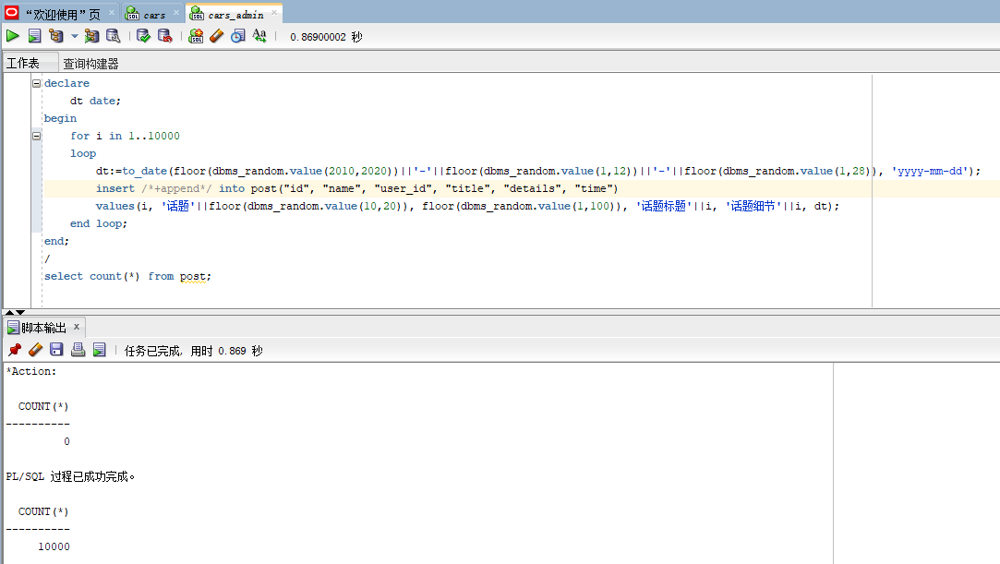 “欢迎使用”页
cars
cars_admin
0.86900002 秒
工作表
查询构建器
declare
dt date;
begin
for i in 1..10000
loop
dt:=to_date(floor(dbms_random.value(2010,2020))||'-'||floor(dbms_random.value(1,12))||'-'||floor(dbms_random.value(1,28)), 'yyyy-mm-dd');
insert /*+append*/ into post("id", "name", "user_id", "title", "details", "time")
values(i, '话题'||floor(dbms_random.value(10,20)), floor(dbms_random.value(1,100)), '话题标题'||i, '话题细节'||i, dt);
end loop;
end;
/
select count(*) from post;
脚本输出
任务已完成, 用时 0.869 秒
*Action:
COUNT(*)
----------
0
PL/SQL 过程已成功完成。
COUNT(*)
----------
10000